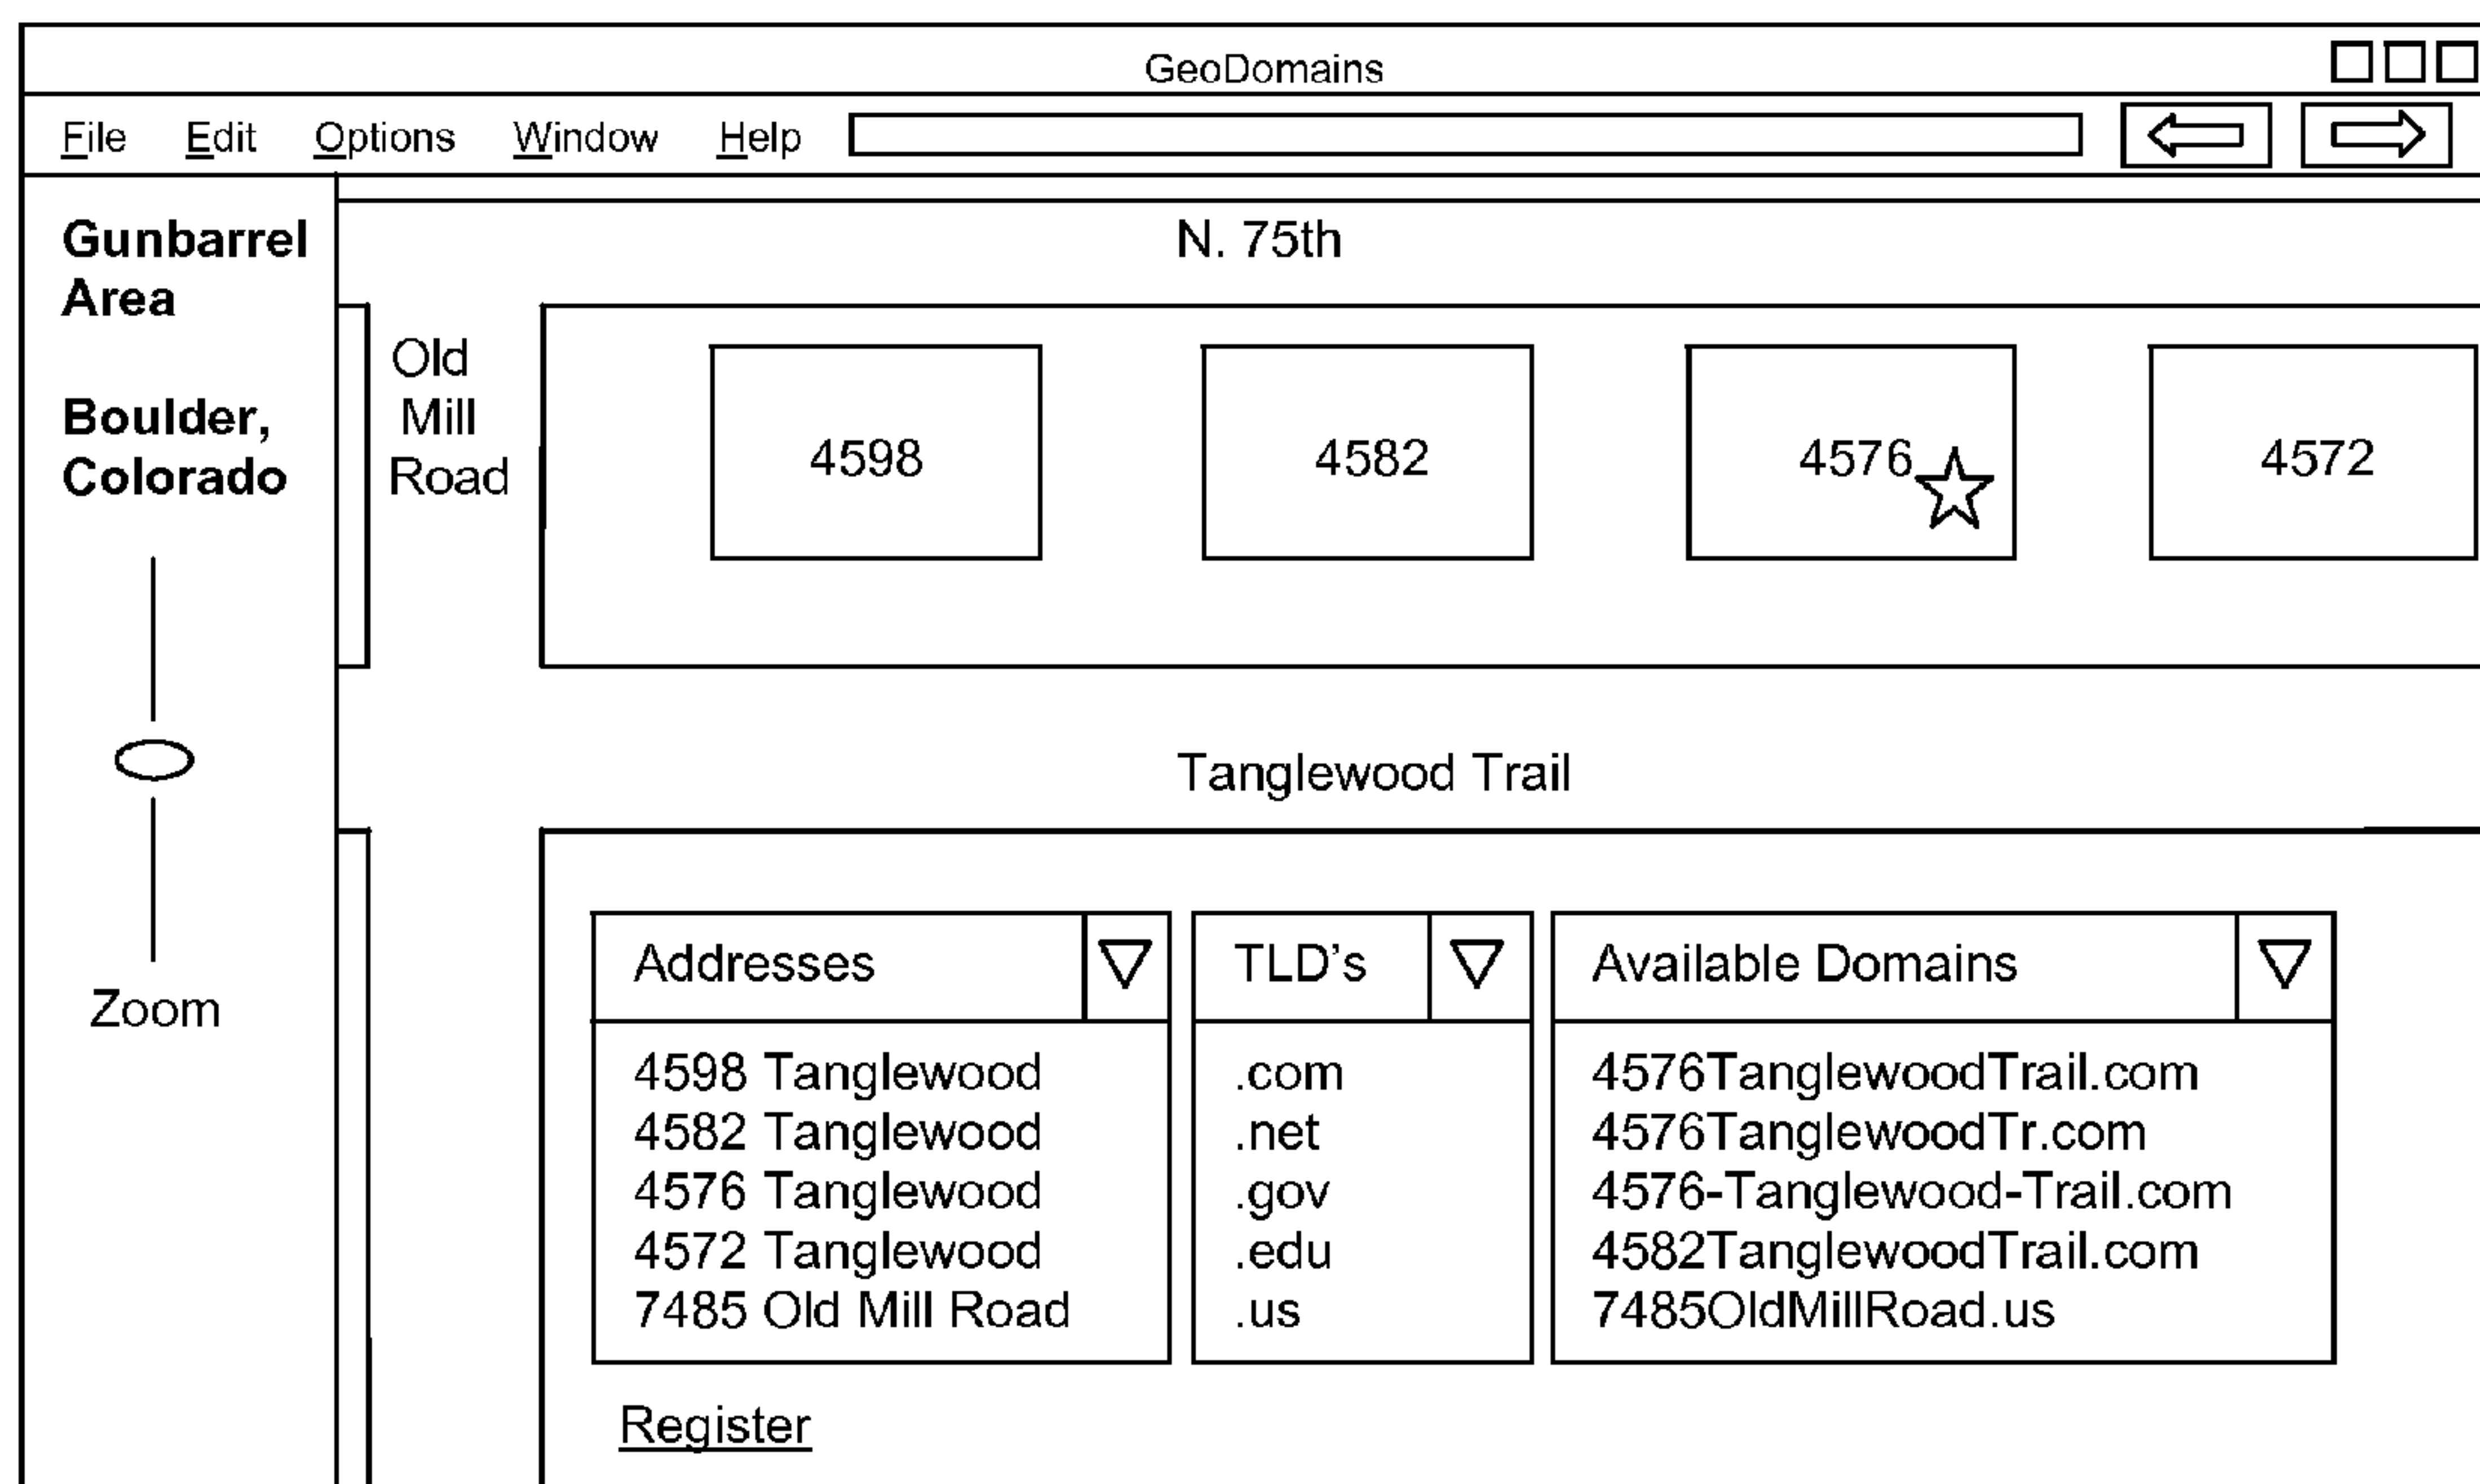 GeoDomains
File Edit Options Window Help
Gunbarrel
Area
Boulder,
Colorado
Zoom
N. 75th
Old
Mill
Road
4598 4582 4576 4572
Tanglewood Trail
Addresses
4598 Tanglewood
4582 Tanglewood
4576 Tanglewood
4572 Tanglewood
7485 Old Mill Road
TLD's
.com
.net
.gov
.edu
.us
Available Domains
4576TanglewoodTrail.com
4576TanglewoodTr.com
4576-Tanglewood-Trail.com
4582TanglewoodTrail.com
7485OldMillRoad.us
Register